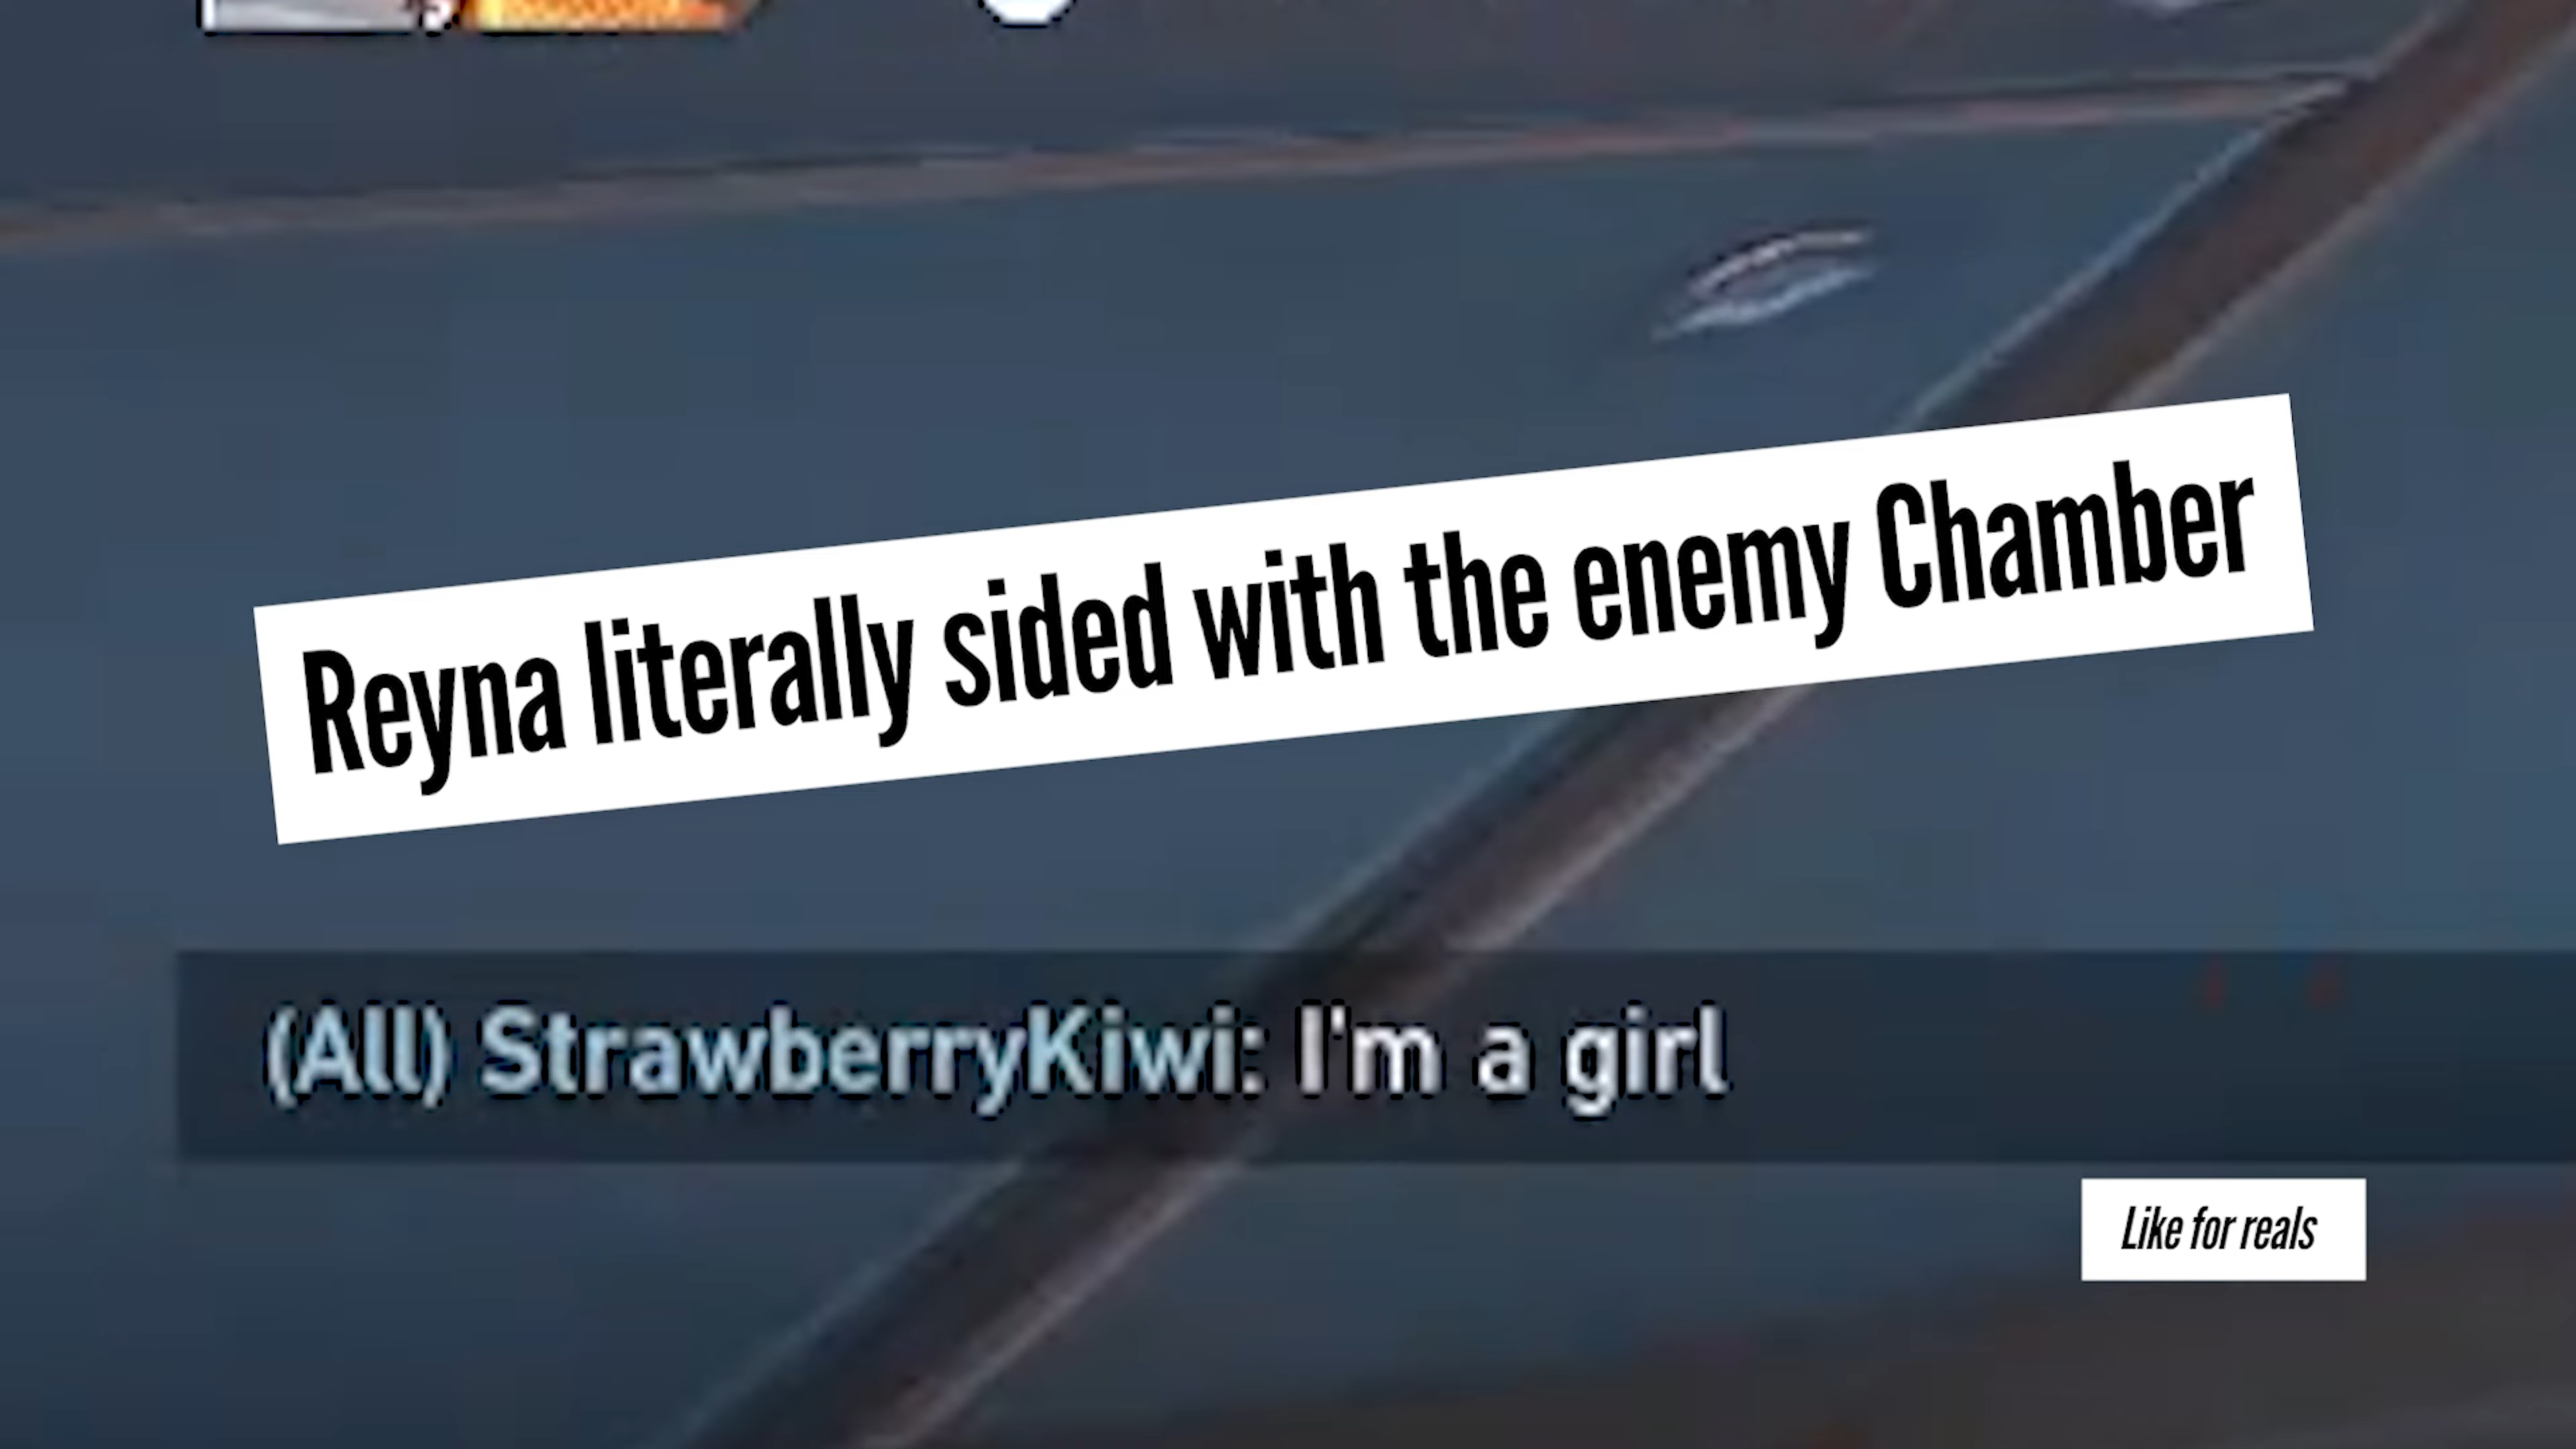 Reyna literally sided with the enemy Chamber
(All) StrawberryKiwi: I'm a girl
Like for reals